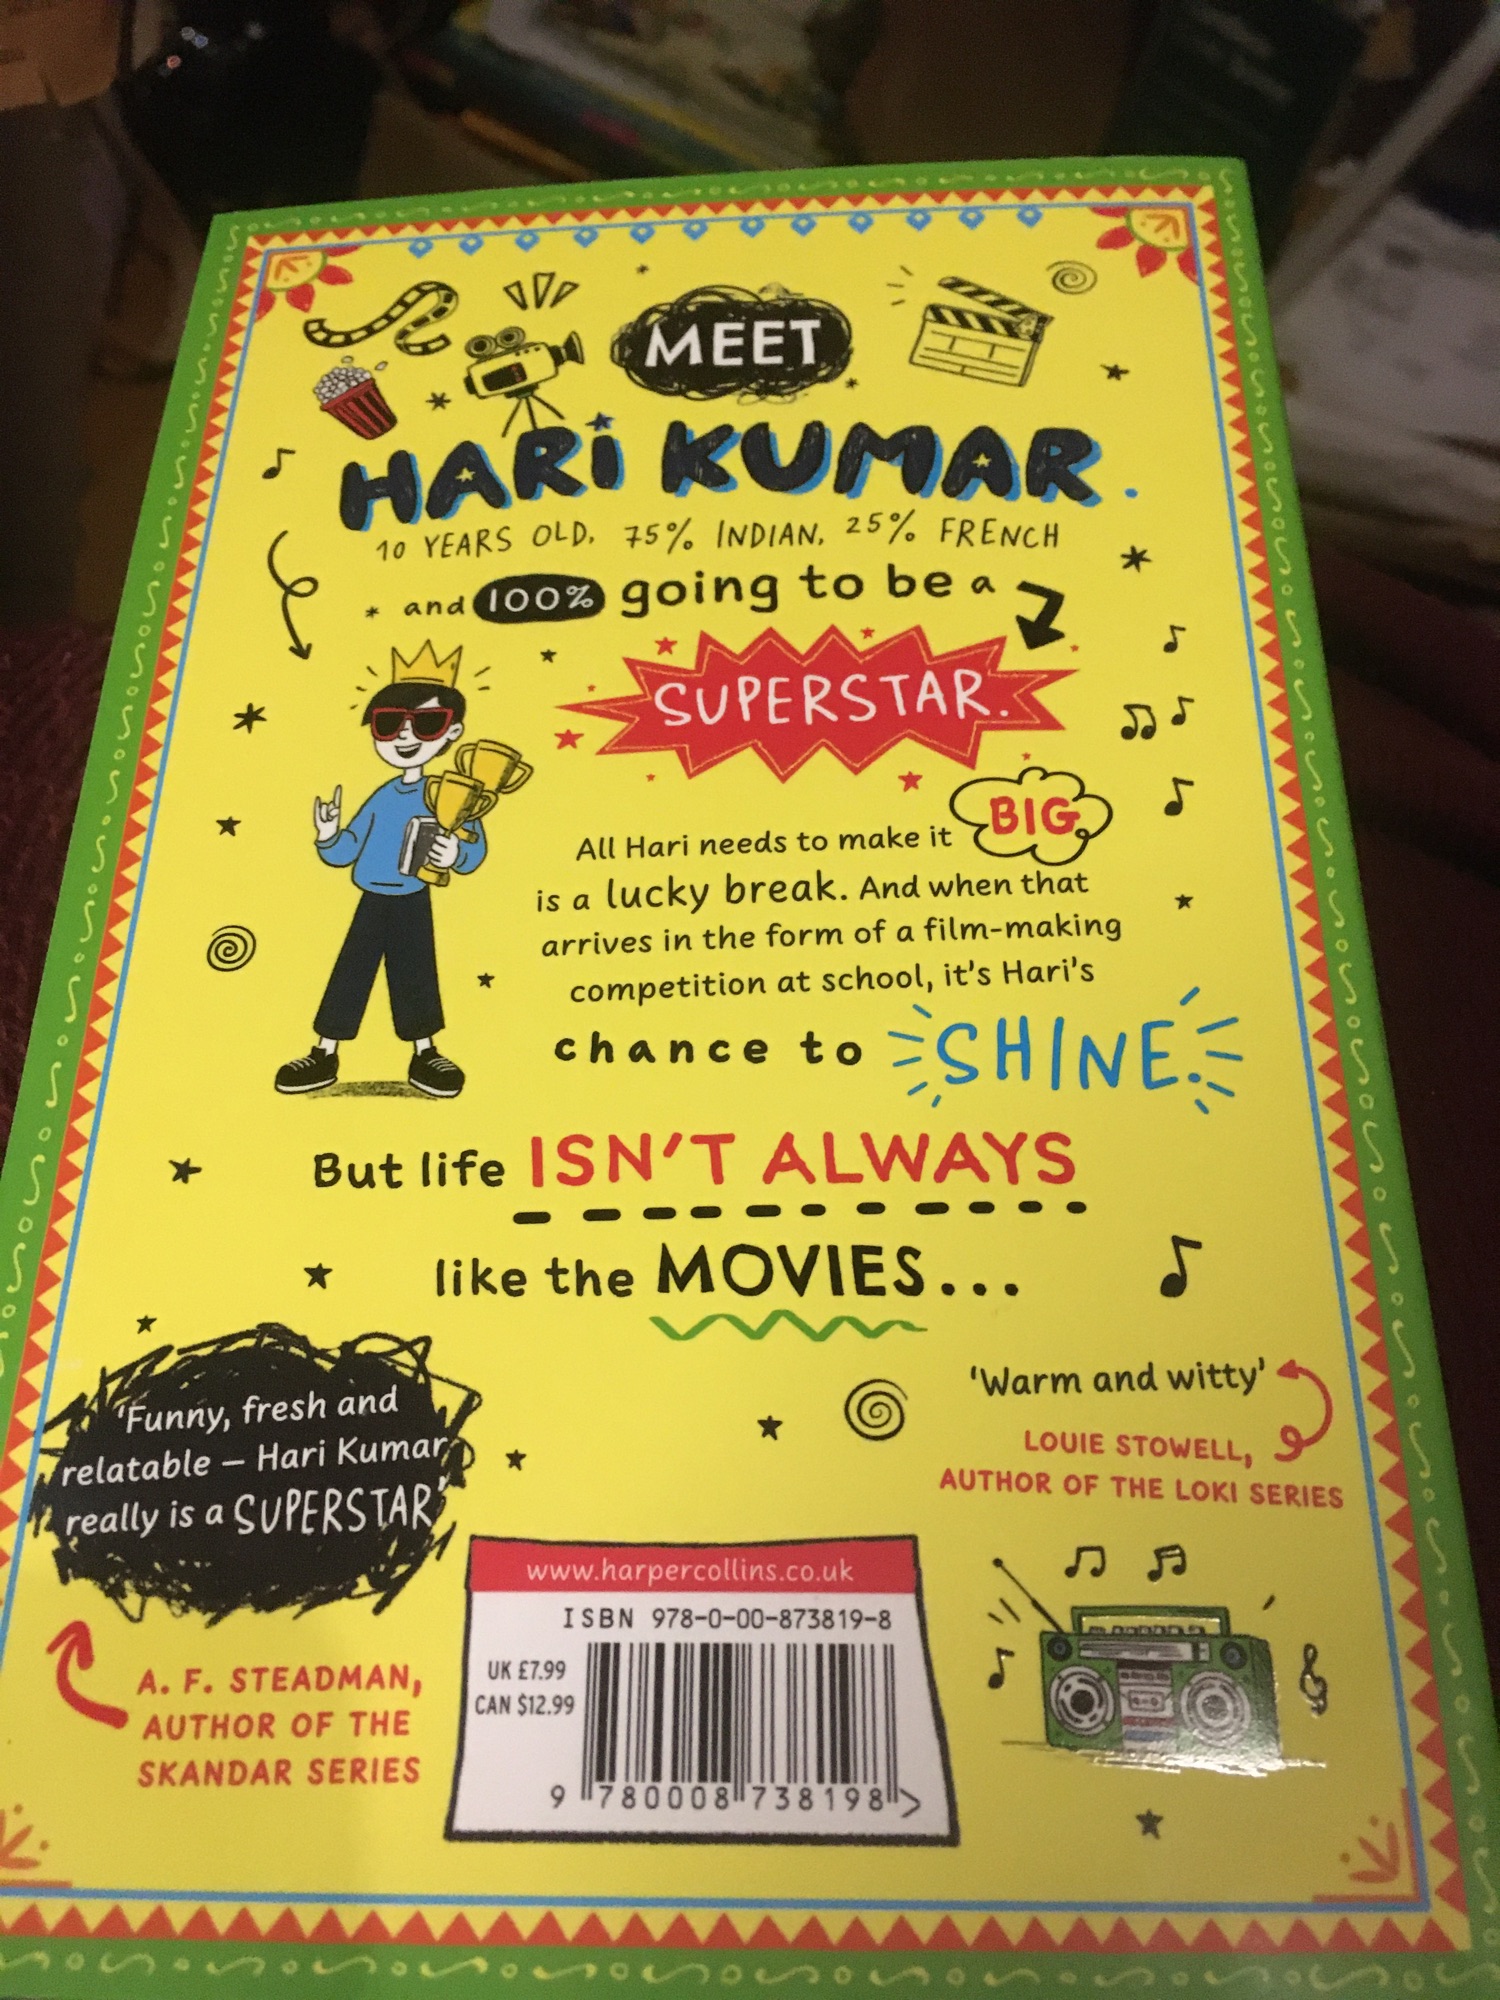 MEET
HARi KUMAR.
10 YEARS OLD, 75% INDIAN, 25% FRENCH
and 100% going to be a
SUPERSTAR.
All Hari needs to make it BIG
is a lucky break. And when that
arrives in the form of a film-making
competition at school, it's Hari's
chance to SHINE.
But life ISN'T ALWAYS
like the MOVIES...
'Funny, fresh and
relatable – Hari Kumar
really is a SUPERSTAR'
A. F. STEADMAN,
AUTHOR OF THE
SKANDAR SERIES
'Warm and witty'
LOUIE STOWELL,
AUTHOR OF THE LOKI SERIES
www.harpercollins.co.uk
ISBN 978-0-00-873819-8
UK £7.99
CAN $12.99
9 780008 738198 >